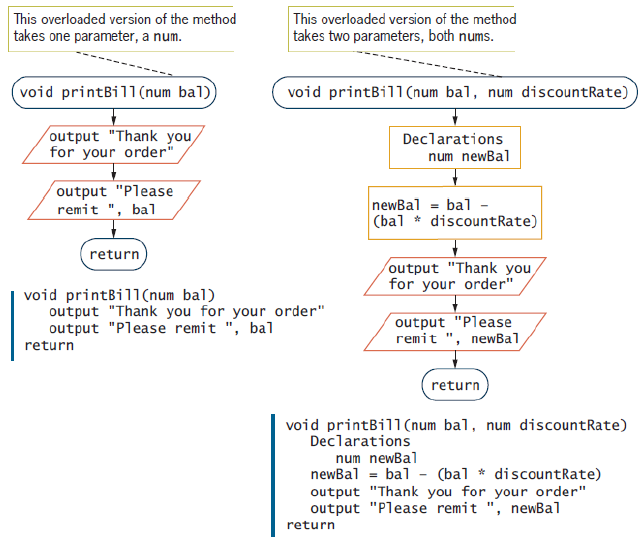 This overloaded version of the method
takes one parameter, a num.
void printBill(num bal)
output "Thank you
for your order"
output "Please
remit ", bal
return
void printBill(num bal)
output "Thank you for your order"
output "Please remit ", bal
return
This overloaded version of the method
takes two parameters, both nums.
void printBill(num bal, num discountRate)
Declarations
num newBal
newBal = bal –
(bal * discountRate)
output "Thank you
for your order"
output "Please
remit ", newBal
return
void printBill(num bal, num discountRate)
Declarations
num newBal
newBal = bal – (bal * discountRate)
output "Thank you for your order"
output "Please remit ", newBal
return